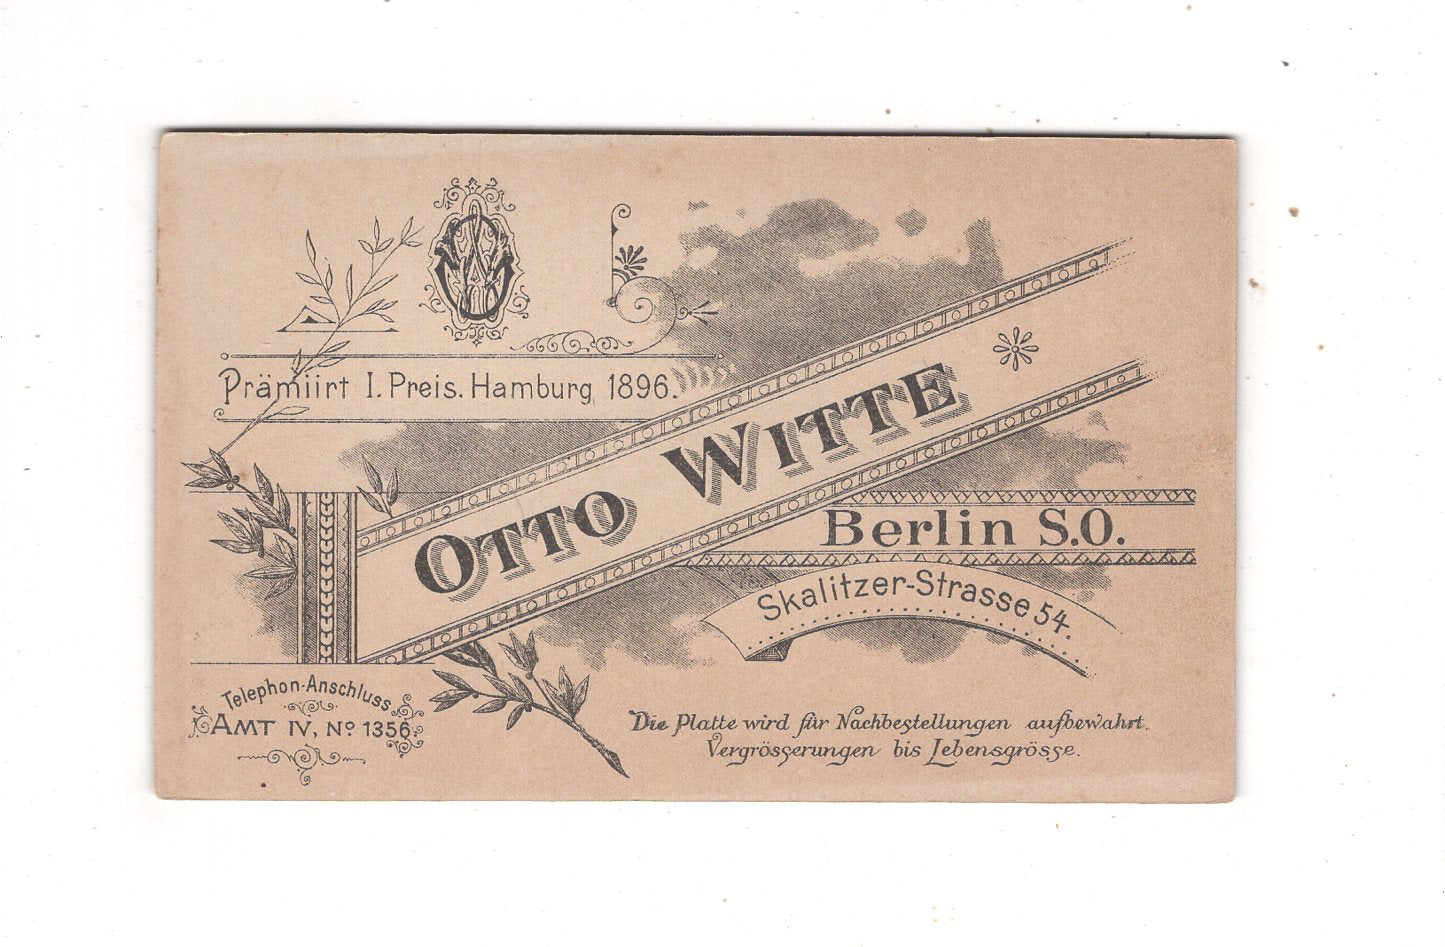 Prämiirt I. Preis. Hamburg 1896.
OTTO WITTE
Berlin S.O.
Skalitzer-Strasse 54.
Telephon-Anschluss
AMT IV, No 1356.
Die Platte wird für Nachbestellungen aufbewahrt.
Vergrösserungen bis Lebensgrösse.